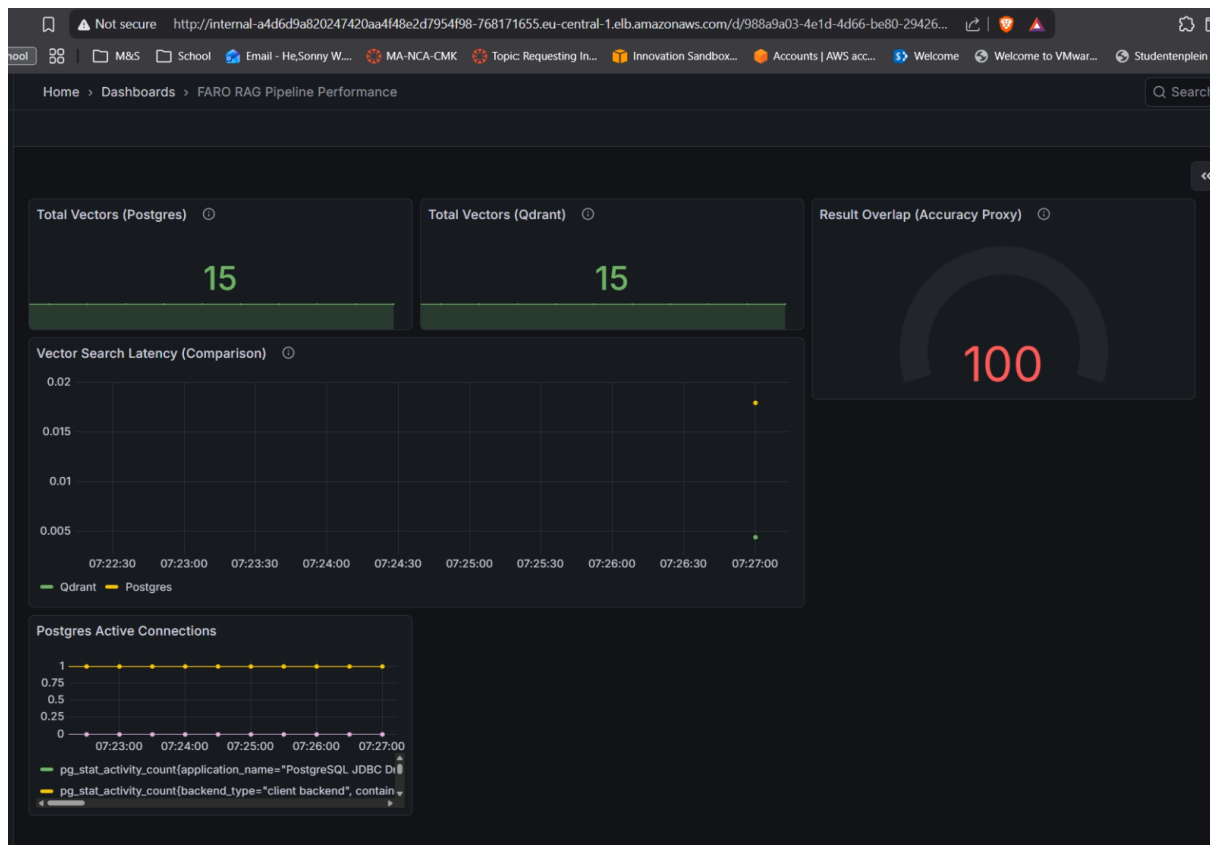 Not secure http://internal-a4d6d9a820247420aa4f48e2d7954f98-768171655.eu-central-1.elb.amazonaws.com/d/988a9a03-4e1d-4d66-be80-29426...
M&S School Email - He,Sonny W.... MA-NCA-CMK Topic Requesting In... Innovation Sandbox... Accounts | AWS acc... Welcome Welcome to VMwar... Studentenplein
Home › Dashboards › FARO RAG Pipeline Performance
Search
Total Vectors (Postgres)
15
Total Vectors (Qdrant)
15
Result Overlap (Accuracy Proxy)
100
Vector Search Latency (Comparison)
0.02
0.015
0.01
0.005
07:22:30 07:23:00 07:23:30 07:24:00 07:24:30 07:25:00 07:25:30 07:26:00 07:26:30 07:27:00
Qdrant Postgres
Postgres Active Connections
1
0.75
0.5
0.25
0
07:23:00 07:24:00 07:25:00 07:26:00 07:27:00
pg_stat_activity_count{application_name="PostgreSQL JDBC
pg_stat_activity_count{backend_type="client backend", contain